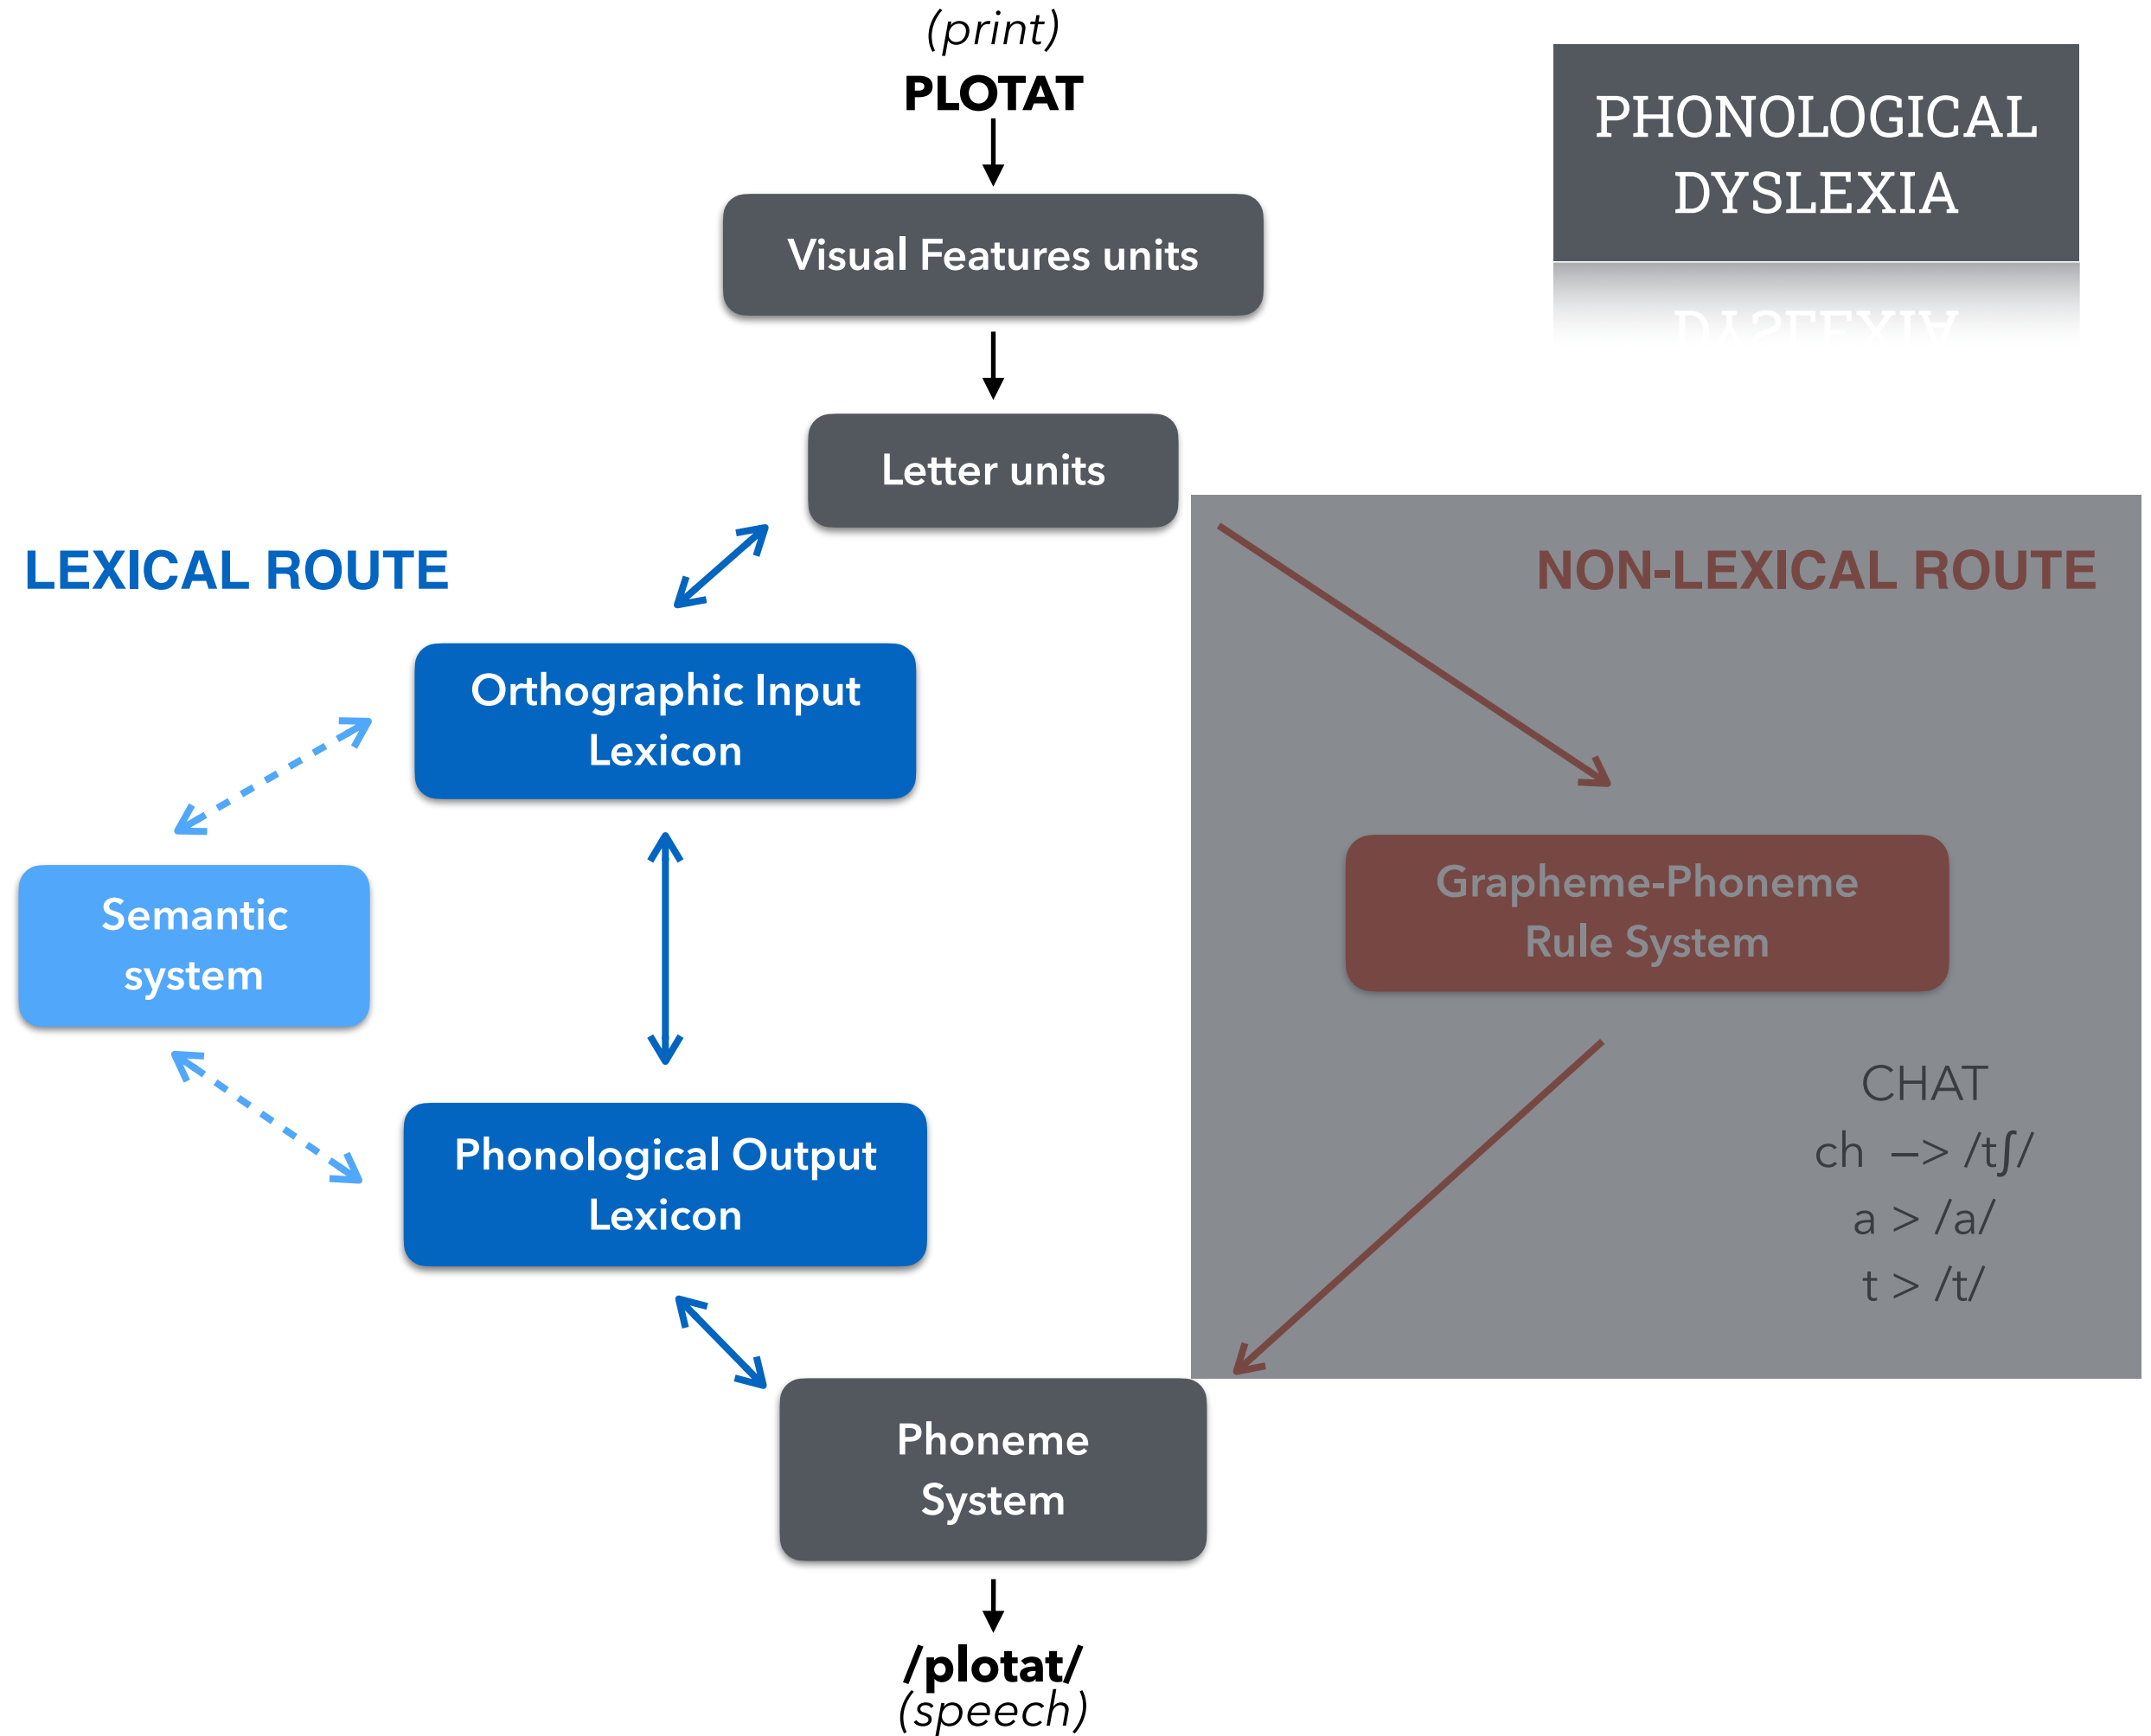 (print)
PLOTAT
PHONOLOGICAL
DYSLEXIA
Visual Features units
DYSLEXIA
Letter units
LEXICAL ROUTE
NON-LEXICAL ROUTE
Orthographic Input
Lexicon
Semantic
system
Grapheme-Phoneme
Rule System
CHAT
ch –> /tʃ/
a > /a/
t > /t/
Phonological Output
Lexicon
Phoneme
System
/plotat/
(speech)